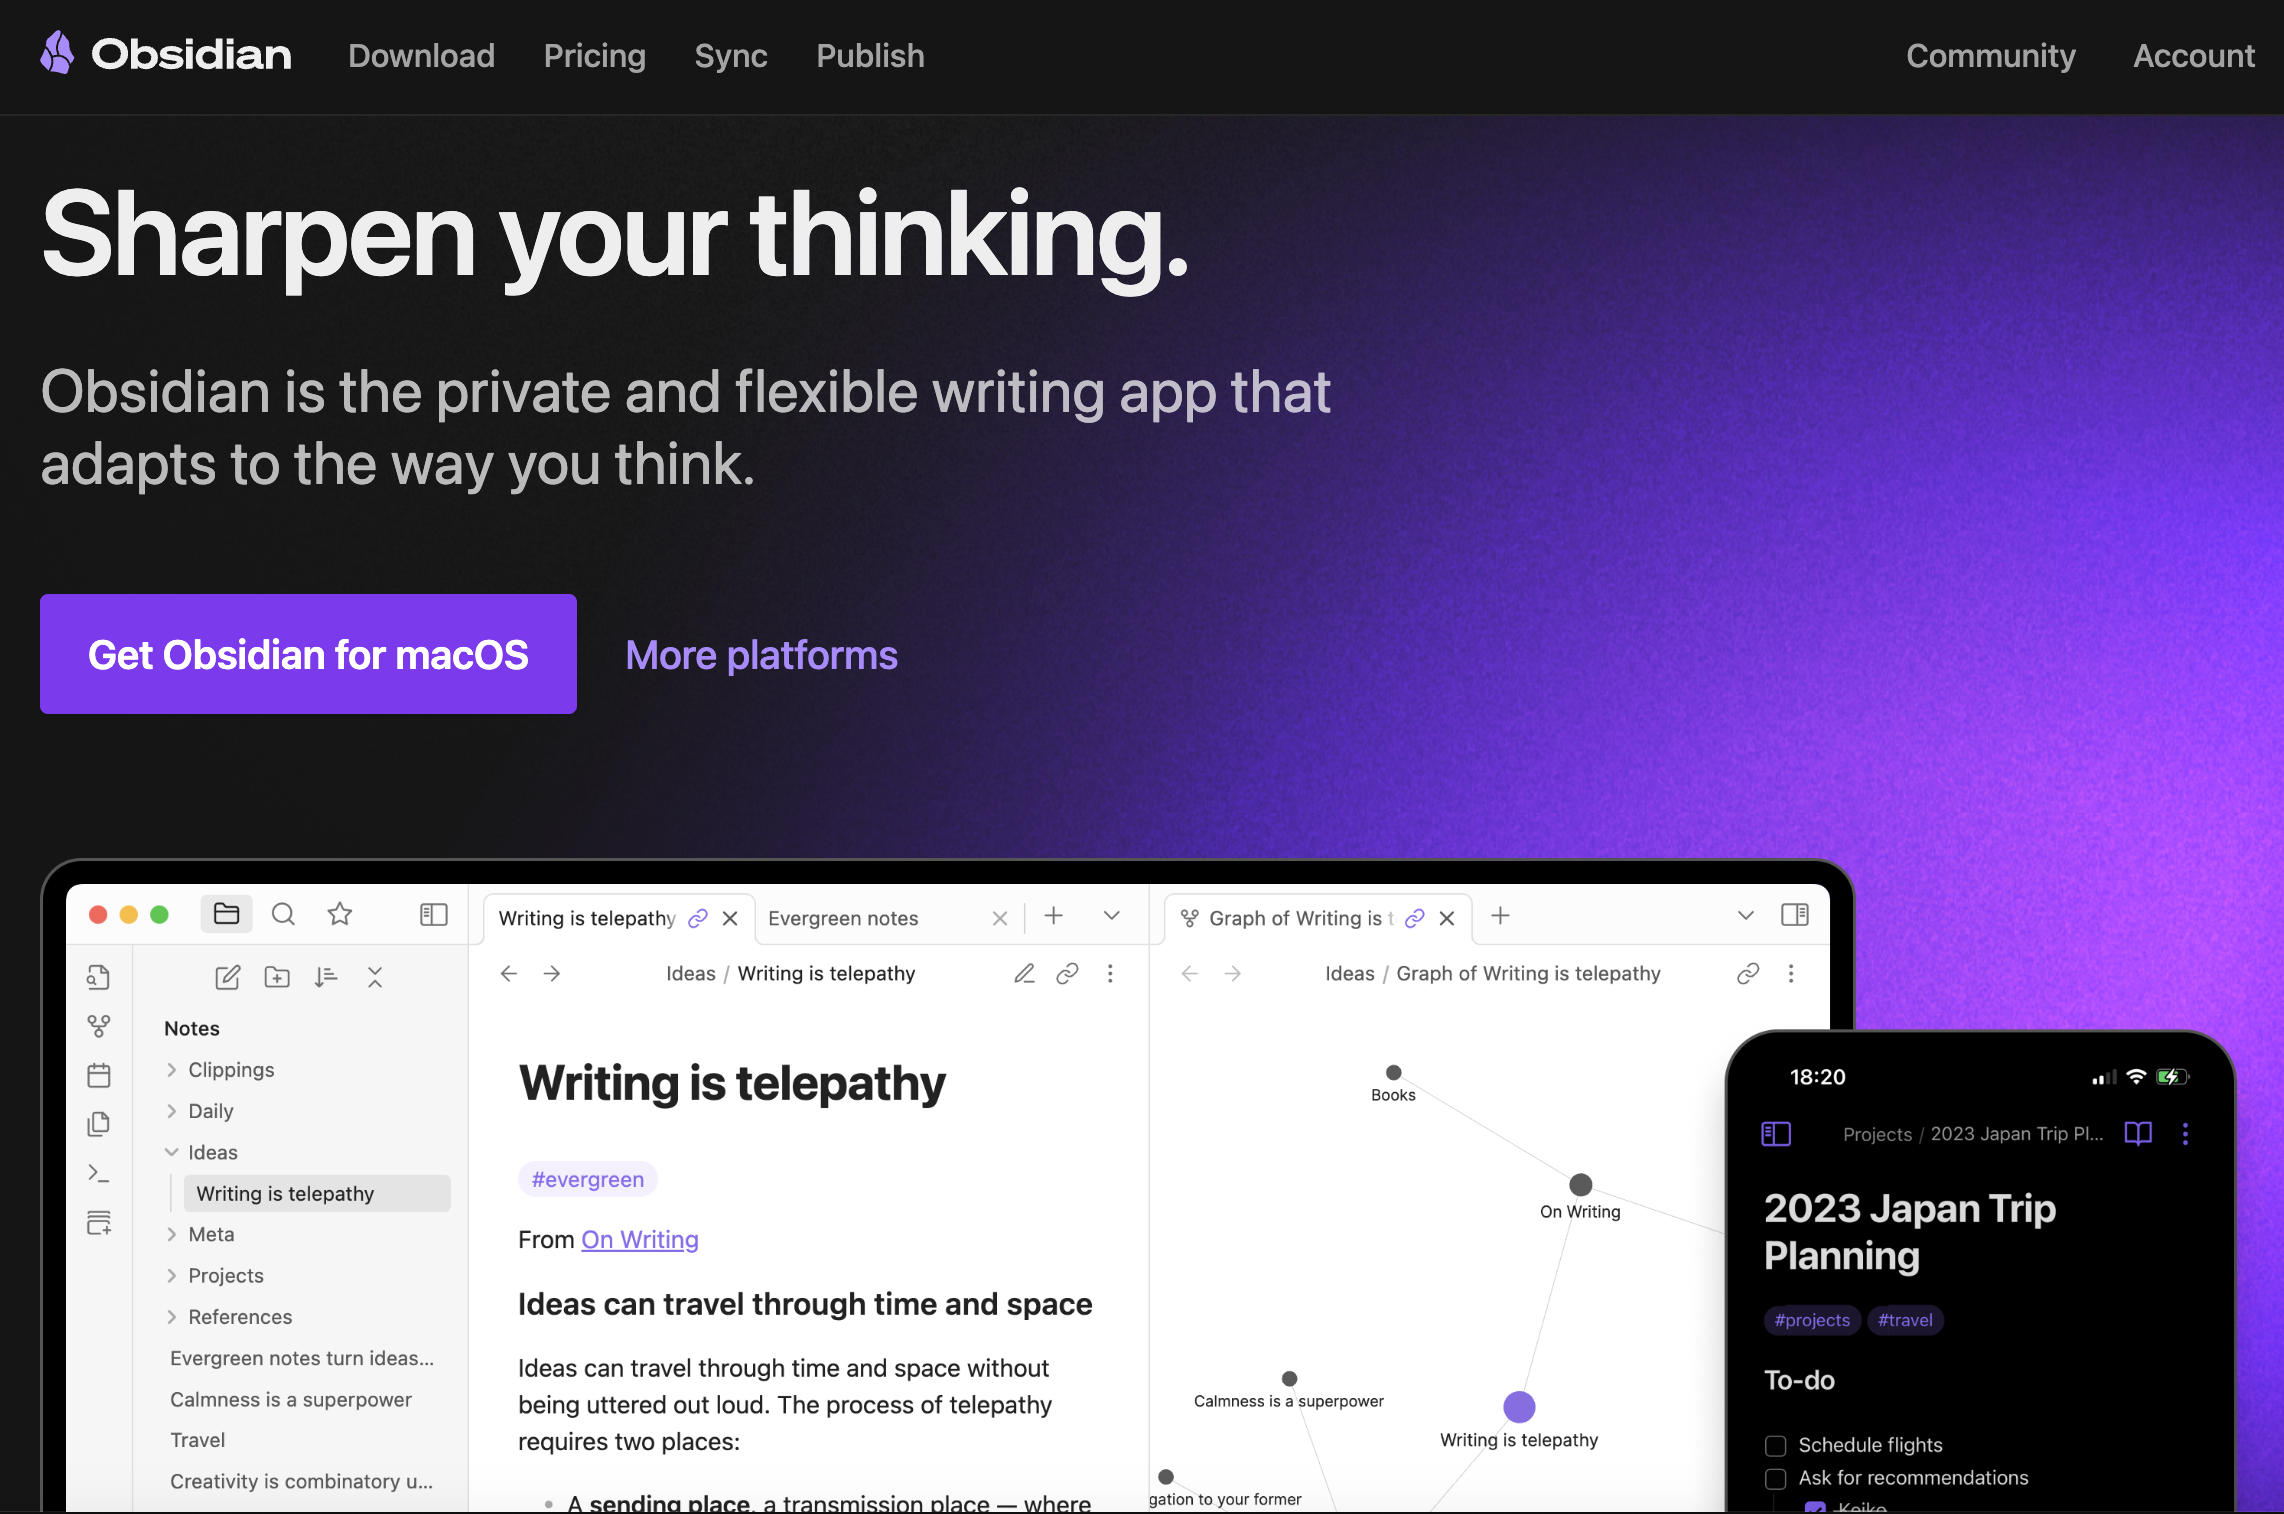 Obsidian Download Pricing Sync Publish Community Account
Sharpen your thinking.
Obsidian is the private and flexible writing app that
adapts to the way you think.
Get Obsidian for macOS More platforms
Writing is telepathy Evergreen notes
Graph of Writing is t
Ideas / Writing is telepathy
Ideas / Graph of Writing is telepathy
Notes
Clippings
Daily
Ideas
Writing is telepathy
Meta
Projects
References
Evergreen notes turn ideas...
Calmness is a superpower
Travel
Creativity is combinatory u...
Writing is telepathy
#evergreen
From On Writing
Ideas can travel through time and space
Ideas can travel through time and space without
being uttered out loud. The process of telepathy
requires two places:
A sending place, a transmission place — where
Books
On Writing
Calmness is a superpower
Writing is telepathy
gation to your former
18:20
Projects / 2023 Japan Trip Pl...
2023 Japan Trip
Planning
#projects #travel
To-do
Schedule flights
Ask for recommendations
Keiko